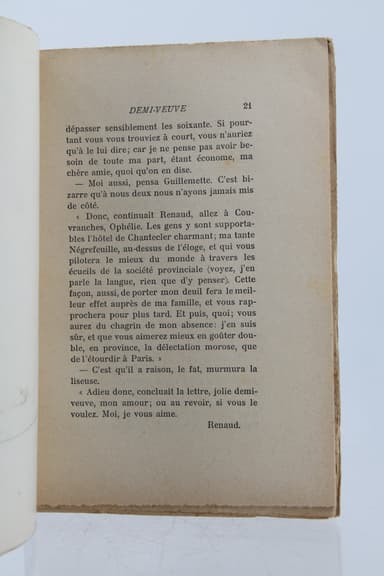 DEMI-VEUVE 21
dépasser sensiblement les soixante. Si pour-
tant vous vous trouviez à court, vous n'auriez
qu'à le lui dire; car je ne pense pas avoir be-
soin de toute ma part, étant économe, ma
chère amie, quoi qu'on en dise.
— Moi aussi, pensa Guillemette. C'est bi-
zarre qu'à nous deux nous n'ayons jamais mis
de côté.
« Donc, continuait Renaud, allez à Cou-
vranches, Ophélie. Les gens y sont supporta-
bles l'hôtel de Chantecler charmant; ma tante
Négrefeuille, au-dessus de l'éloge, et qui vous
pilotera le mieux du monde à travers les
écueils de la société provinciale (voyez, j'en
parle la langue, rien que d'y penser). Cette
façon, aussi, de porter mon deuil fera le meil-
leur effet auprès de ma famille, et vous rap-
prochera pour plus tard. Et puis, quoi; vous
aurez du chagrin de mon absence: j'en suis
sûr, et que vous aimerez mieux en goûter dou-
ble, en province, la délectation morose, que
de l'étourdir à Paris. »
— C'est qu'il a raison, le fat, murmura la
liseuse.
« Adieu donc, concluait la lettre, jolie demi-
veuve, mon amour; ou au revoir, si vous le
voulez. Moi, je vous aime.
Renaud.